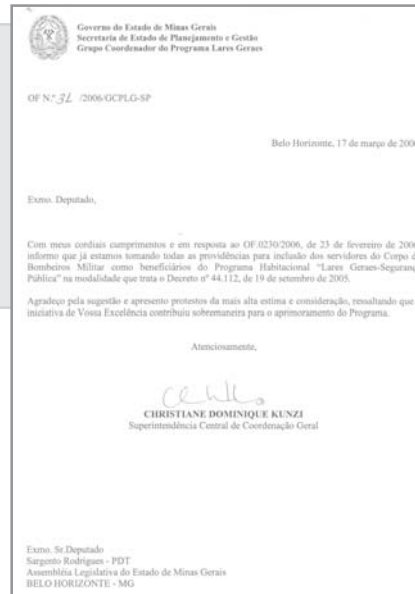 Governo do Estado de Minas Gerais
Secretaria de Estado de Planejamento e Gestão
Grupo Coordenador do Programa Lares Geraes
OF N.º 31 /2006/GCPLG-SP
Belo Horizonte, 17 de março de 200
Exmo. Deputado,
Com meus cordiais cumprimentos e em resposta ao OF.0230/2006, de 23 de fevereiro de 200
informo que já estamos tomando todas as providências para inclusão dos servidores do Corpo d
Bombeiros Militar como beneficiários do Programa Habitacional "Lares Geraes-Seguranç
Pública" na modalidade que trata o Decreto nº 44.112, de 19 de setembro de 2005.
Agradeço pela sugestão e apresento protestos da mais alta estima e consideração, ressaltando que
iniciativa de Vossa Excelência contribuiu sobremaneira para o aprimoramento do Programa.
Atenciosamente,
CHRISTIANE DOMINIQUE KUNZI
Superintendência Central de Coordenação Geral
Exmo. Sr.Deputado
Sargento Rodrigues - PDT
Assembléia Legislativa do Estado de Minas Gerais
BELO HORIZONTE - MG